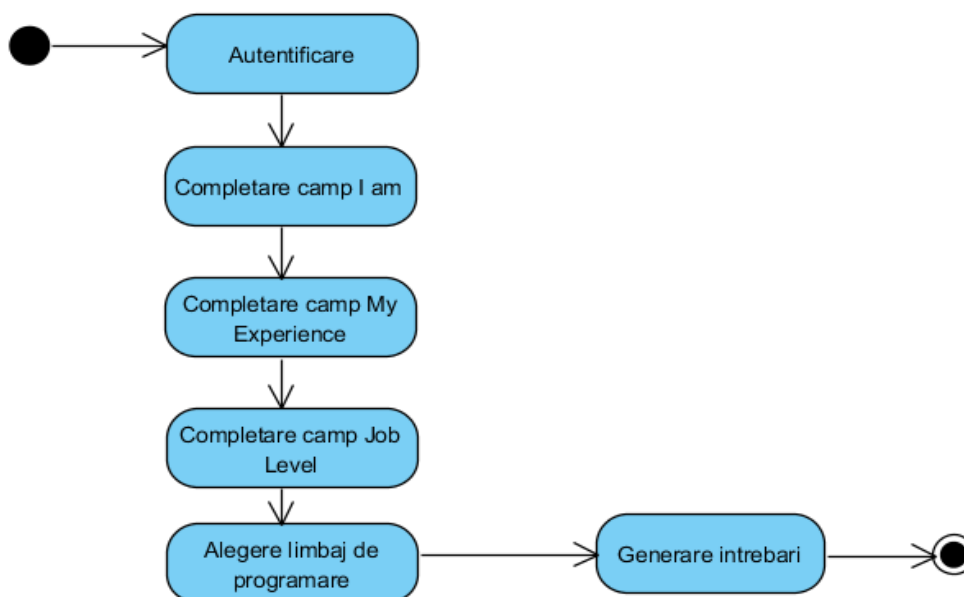 Autentificare
Completare camp I am
Completare camp My
Experience
Completare camp Job
Level
Alegere limbaj de
programare
Generare intrebari